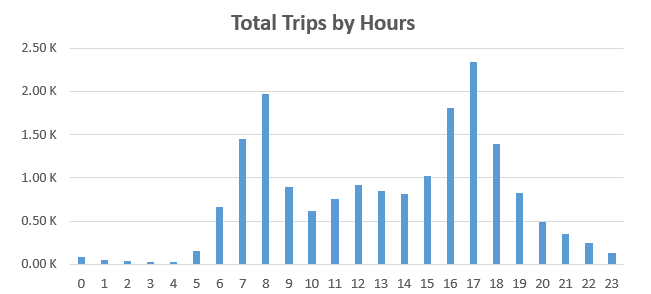 Total Trips by Hours
2.50 K
2.00 K
1.50 K
1.00 K
0.50 K
0.00 K
0 1 2 3 4 5 6 7 8 9 10 11 12 13 14 15 16 17 18 19 20 21 22 23